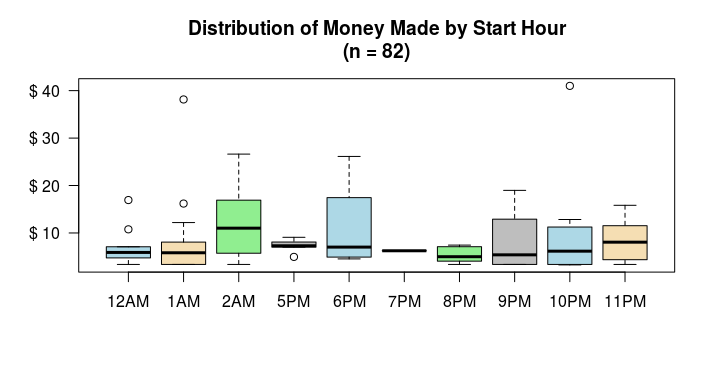 Distribution of Money Made by Start Hour
(n = 82)
$ 40
$ 30
$ 20
$ 10
12AM 1AM 2AM 5PM 6PM 7PM 8PM 9PM 10PM 11PM